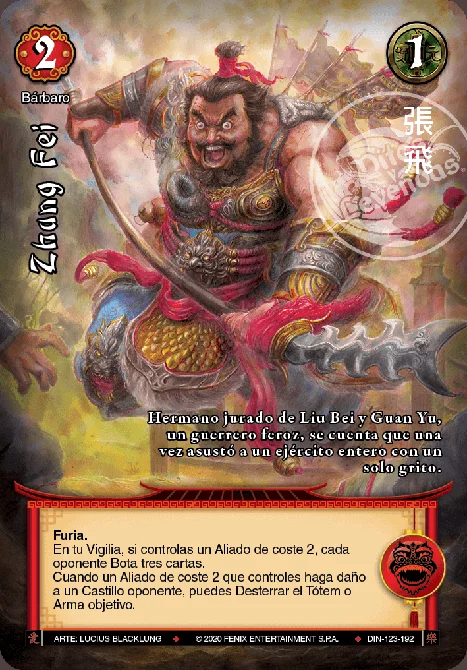 2
1
Bárbaro
Zhang Fei
張飛
Mitos y
Leyendas
Hermano jurado de Liu Bei y Guan Yu,
un guerrero feroz, se cuenta que una
vez asustó a un ejército entero con un
solo grito.
Furia.
En tu Vigilia, si controlas un Aliado de coste 2, cada
oponente Bota tres cartas.
Cuando un Aliado de coste 2 que controles haga daño
a un Castillo oponente, puedes Desterrar el Tótem o
Arma objetivo.
ARTE: LUCIUS BLACKLUNG ◆ © 2020 FENIX ENTERTAINMENT S.P.A. ◆ DIN-123-192